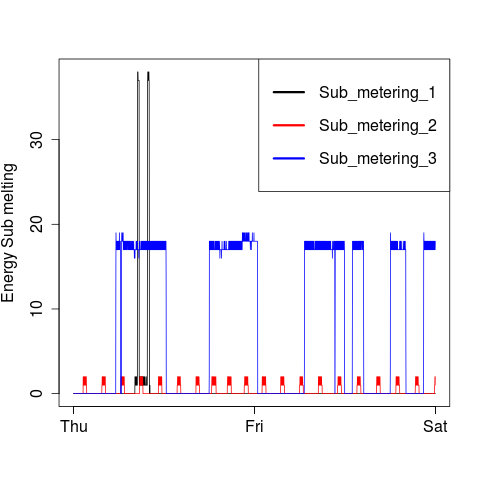 Sub_metering_1
Sub_metering_2
Sub_metering_3
Energy Sub melting
30
20
10
0
Thu Fri Sat